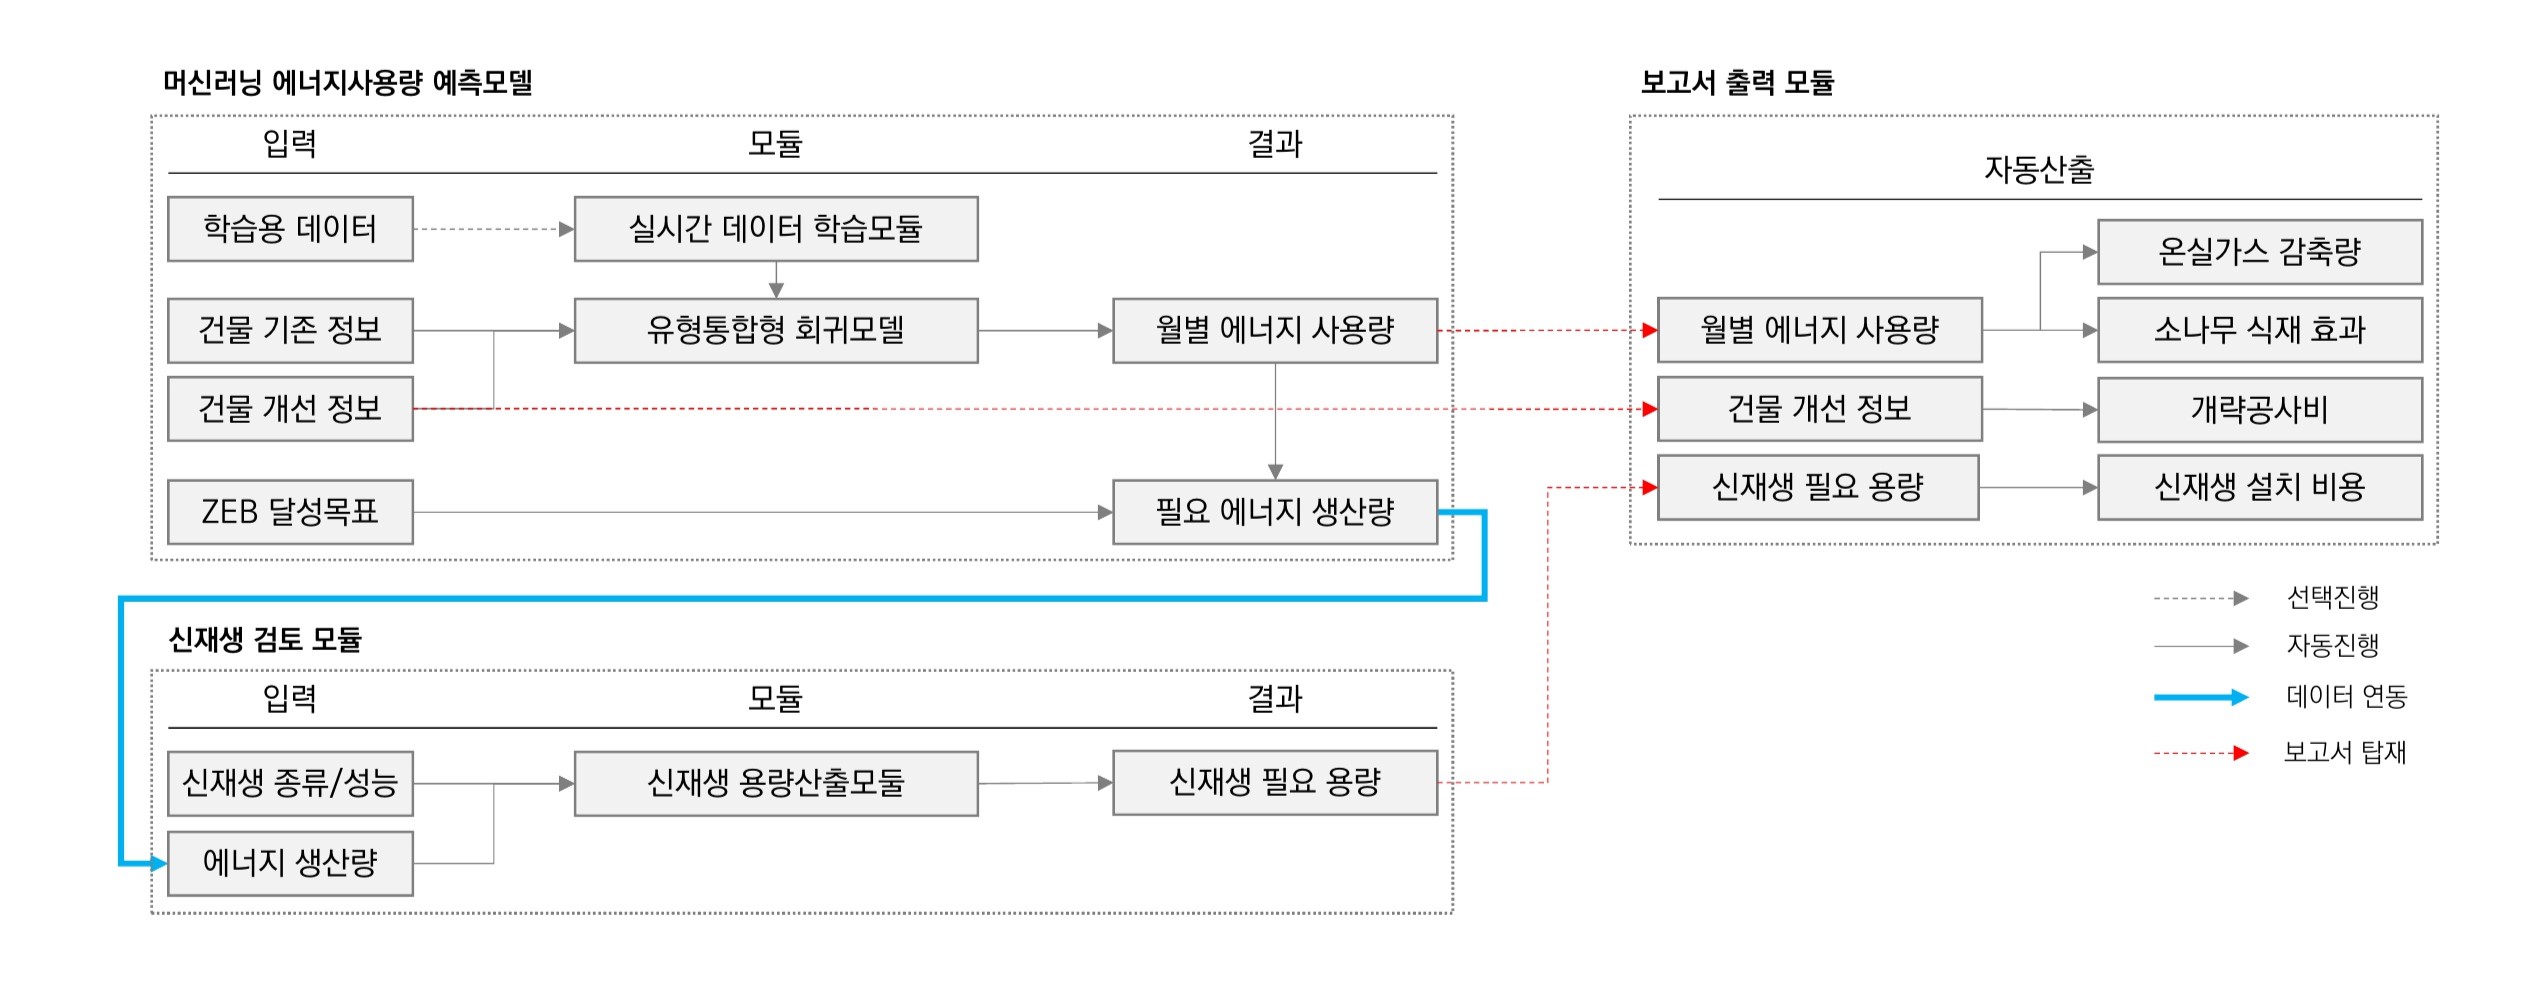 머신러닝 에너지사용량 예측모델
입력
모듈
결과
학습용 데이터
실시간 데이터 학습모듈
건물 기존 정보
유형통합형 회귀모델
월별 에너지 사용량
건물 개선 정보
ZEB 달성목표
필요 에너지 생산량
보고서 출력 모듈
자동산출
온실가스 감축량
월별 에너지 사용량
소나무 식재 효과
건물 개선 정보
개략공사비
신재생 필요 용량
신재생 설치 비용
신재생 검토 모듈
입력
모듈
결과
신재생 종류/성능
신재생 용량산출모듈
신재생 필요 용량
에너지 생산량
선택진행
자동진행
데이터 연동
보고서 탑재